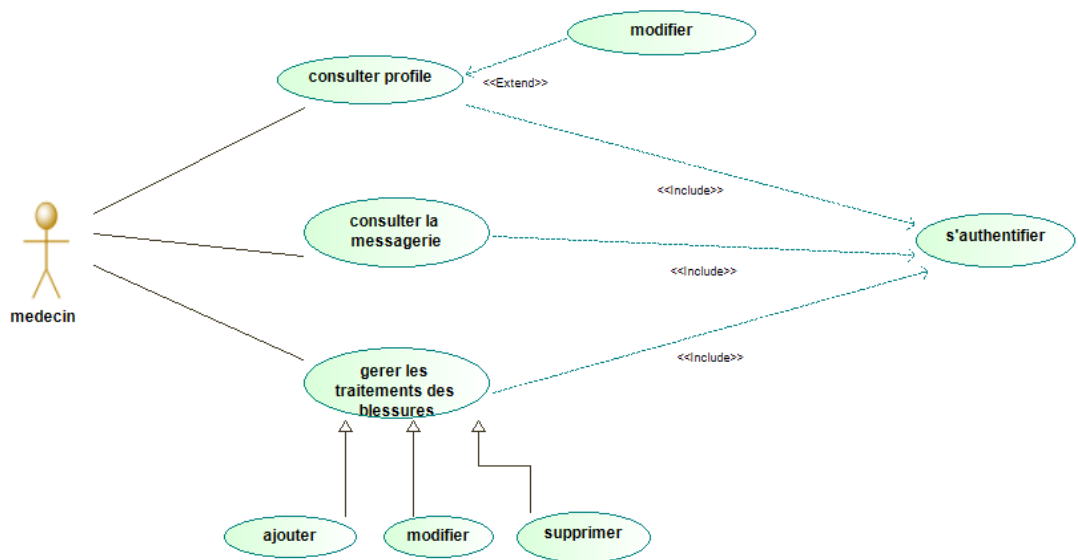 modifier
consulter profile
<<Extend>>
<<Include>>
consulter la
messagerie
s'authentifier
<<Include>>
medecin
<<Include>>
gerer les
traitements des
blessures
ajouter
modifier
supprimer